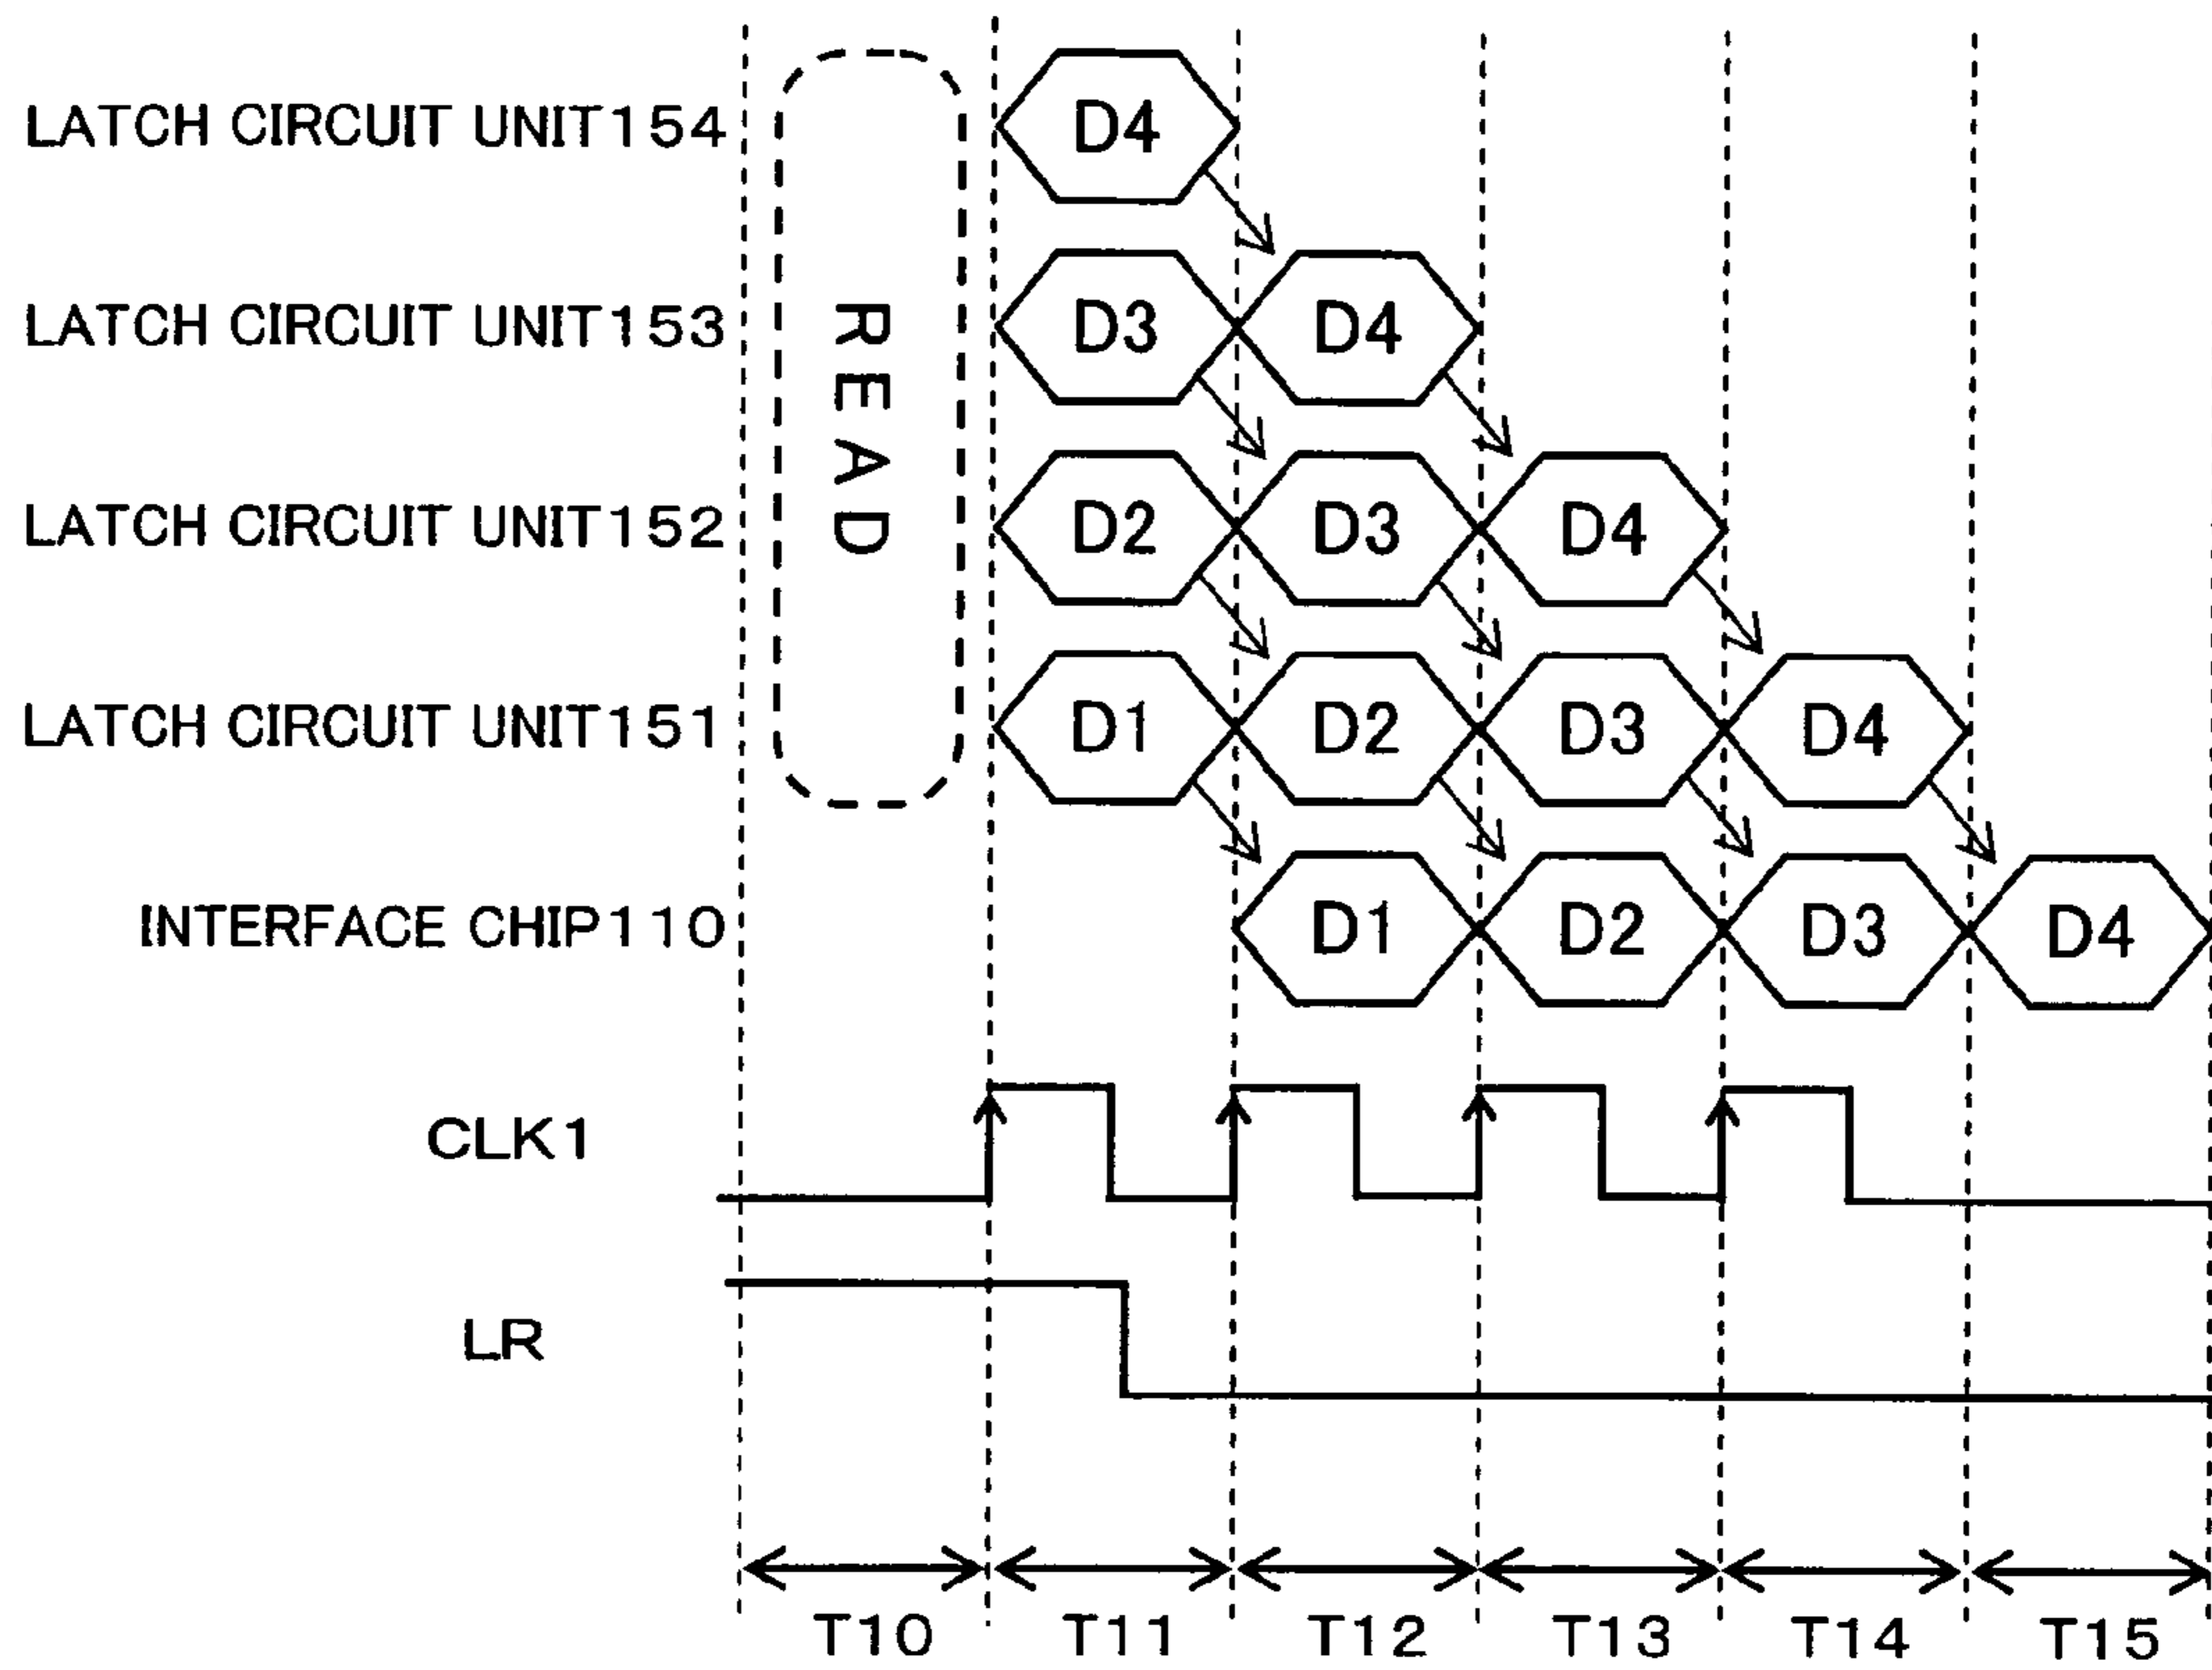 LATCH CIRCUIT UNIT154 D4
LATCH CIRCUIT UNIT153 D3 D4
READ
LATCH CIRCUIT UNIT152 D2 D3 D4
LATCH CIRCUIT UNIT151 D1 D2 D3 D4
INTERFACE CHIP110 D1 D2 D3 D4
CLK1
LR
T10 T11 T12 T13 T14 T15